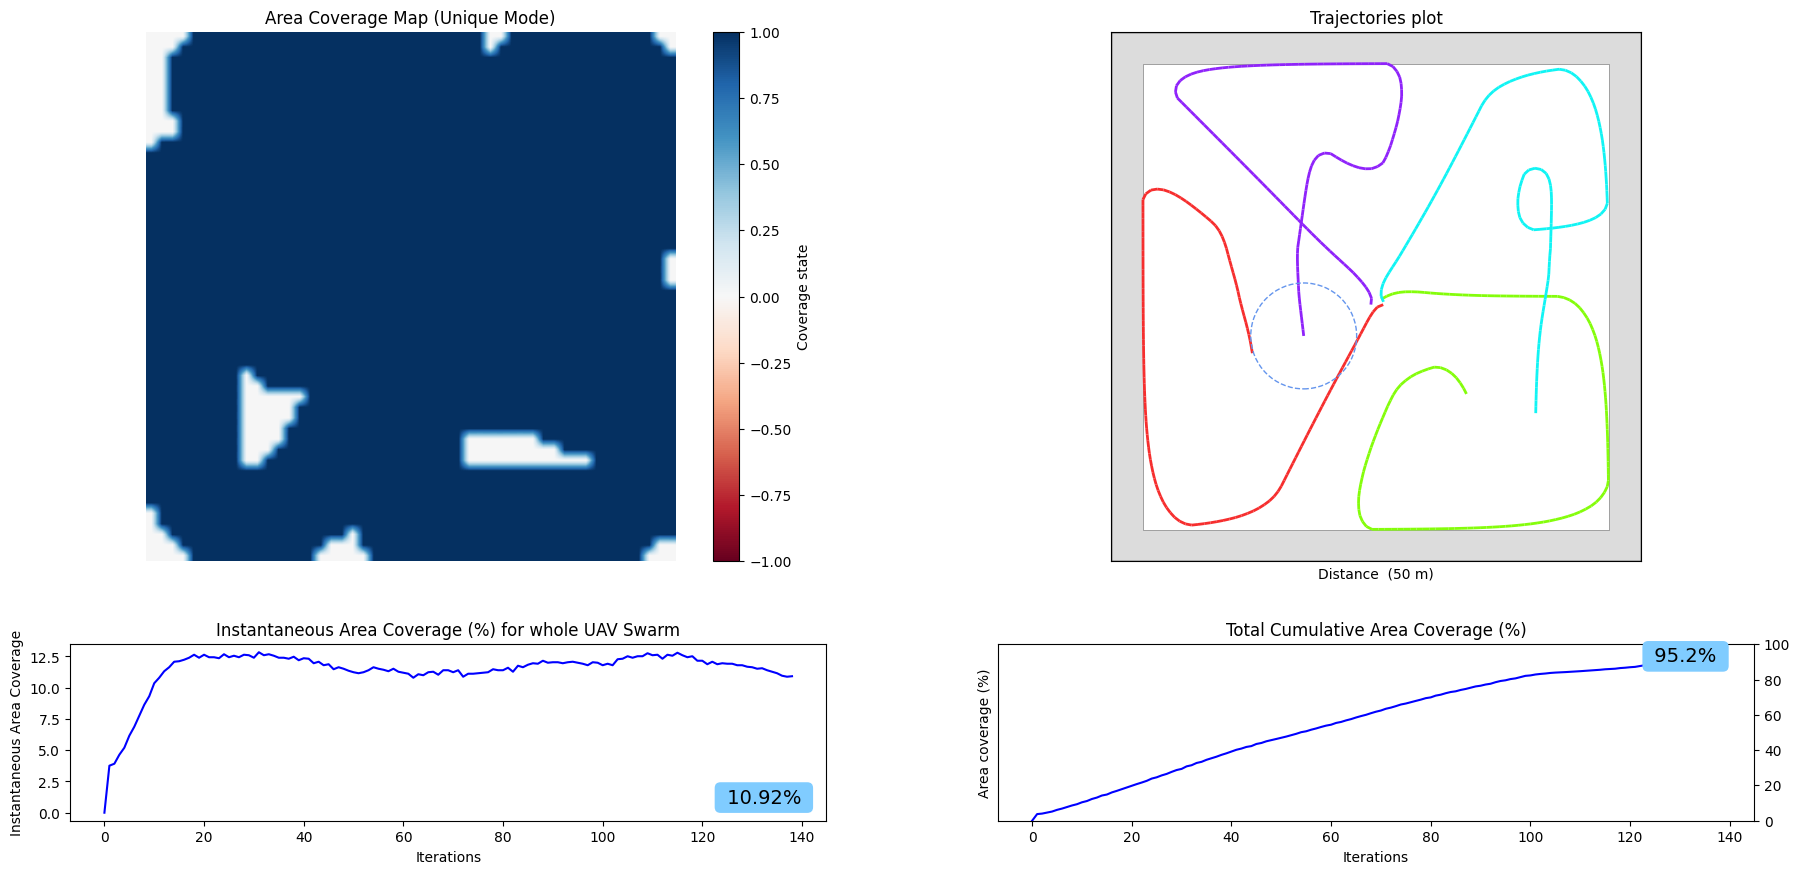 Area Coverage Map (Unique Mode)
1.00
0.75
0.50
0.25
0.00
−0.25
−0.50
−0.75
−1.00
Coverage state
Trajectories plot
Distance  (50 m)
Instantaneous Area Coverage (%) for whole UAV Swarm
Instantaneous Area Coverage
12.5
10.0
7.5
5.0
2.5
0.0
10.92%
0 20 40 60 80 100 120 140
Iterations
Total Cumulative Area Coverage (%)
Area coverage (%)
95.2%
100
80
60
40
20
0
0 20 40 60 80 100 120 140
Iterations